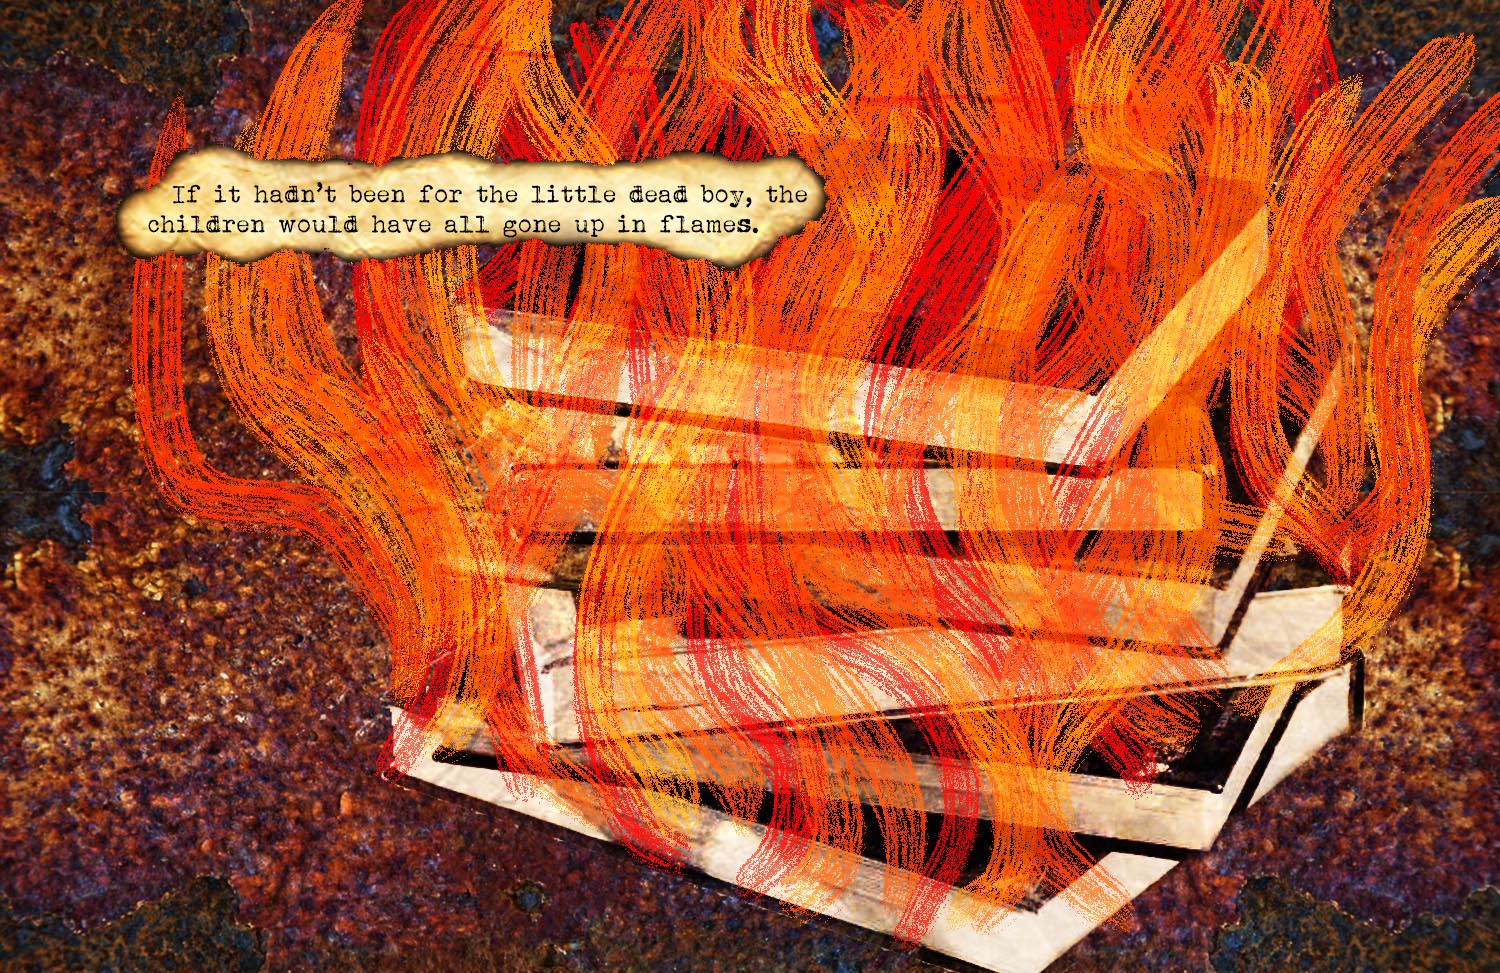 If it hadn’t been for the little dead boy, the
children would have all gone up in flames.